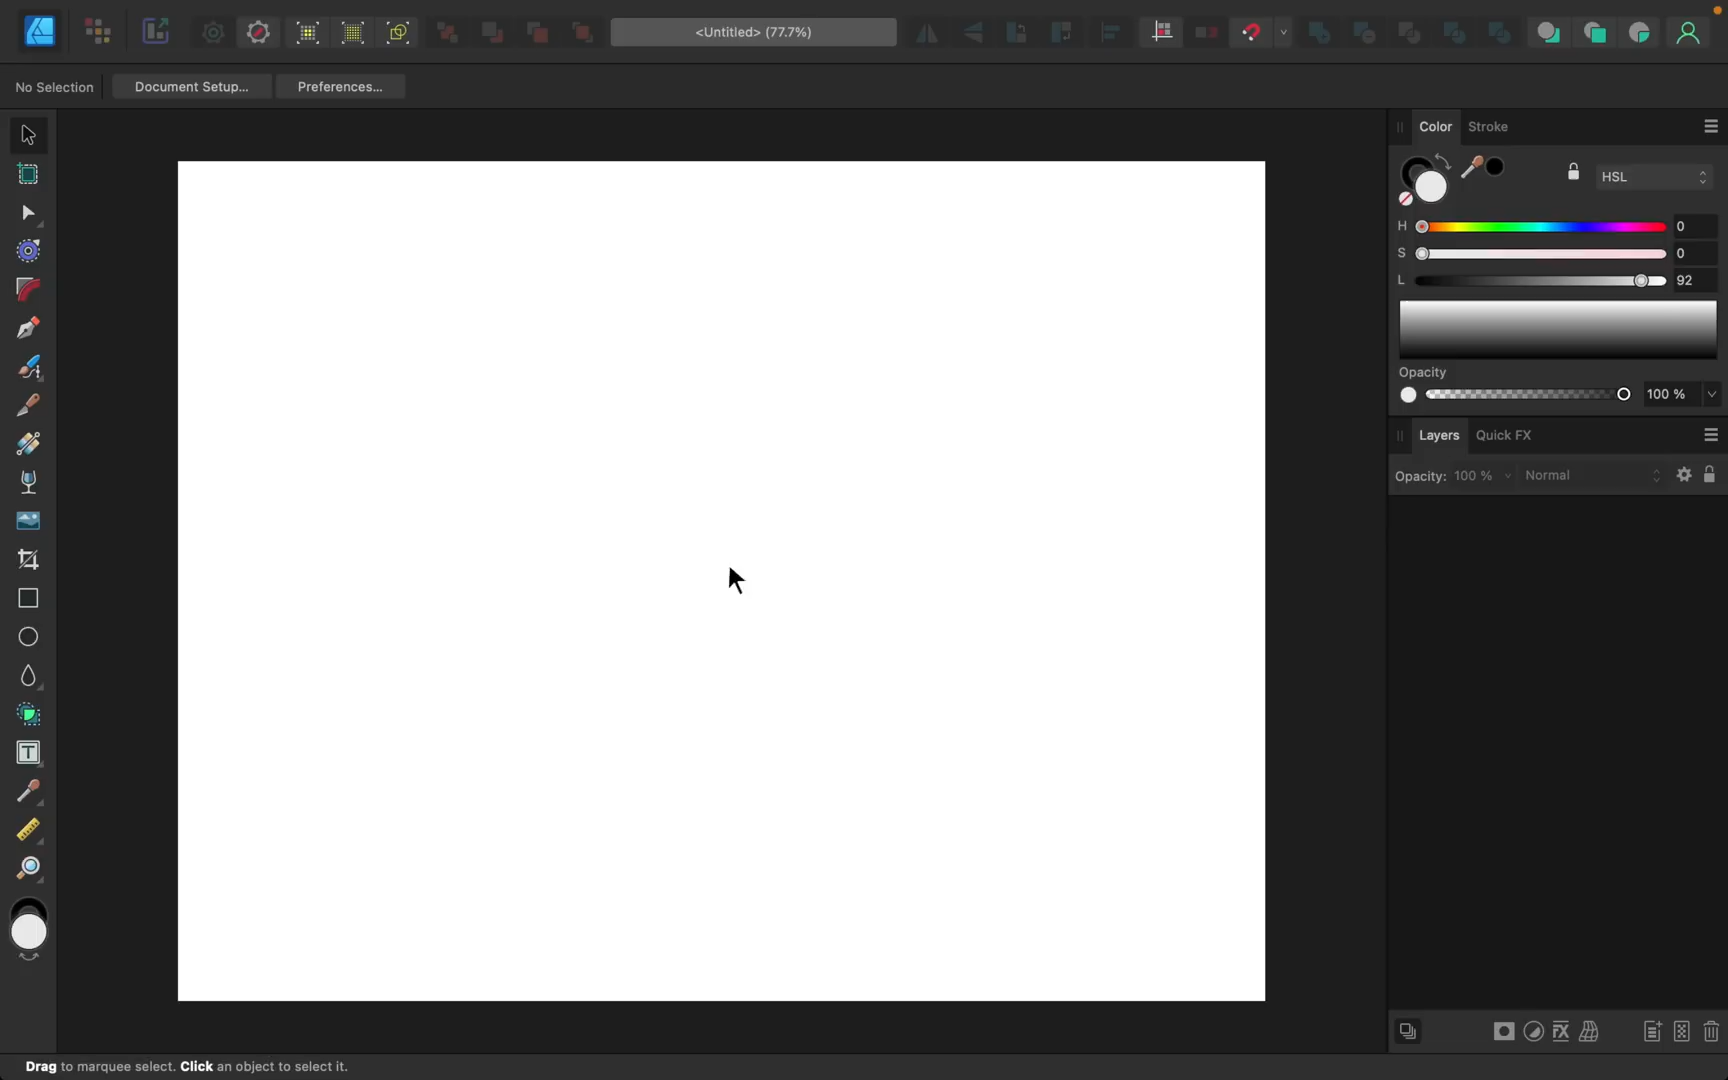 <Untitled> (77.7%)
No Selection
Document Setup...
Preferences...
Color
Stroke
HSL
H
0
S
0
L
92
Opacity
100 %
Layers
Quick FX
Opacity:
100 %
Normal
T
FX
Drag to marquee select. Click an object to select it.